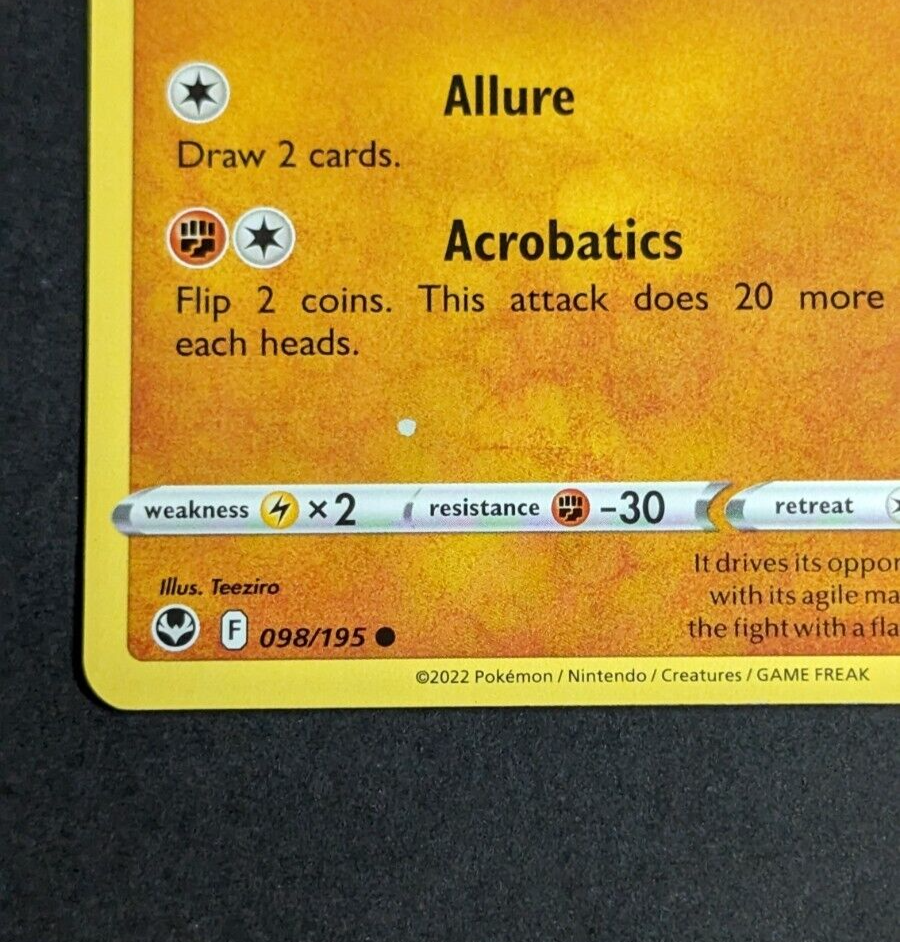 Allure
Draw 2 cards.
Acrobatics
Flip 2 coins. This attack does 20 more
each heads.
weakness ×2 resistance -30 retreat
It drives its oppor
Illus. Teeziro
with its agile ma
the fight with a fla
F 098/195
©2022 Pokémon / Nintendo / Creatures / GAME FREAK